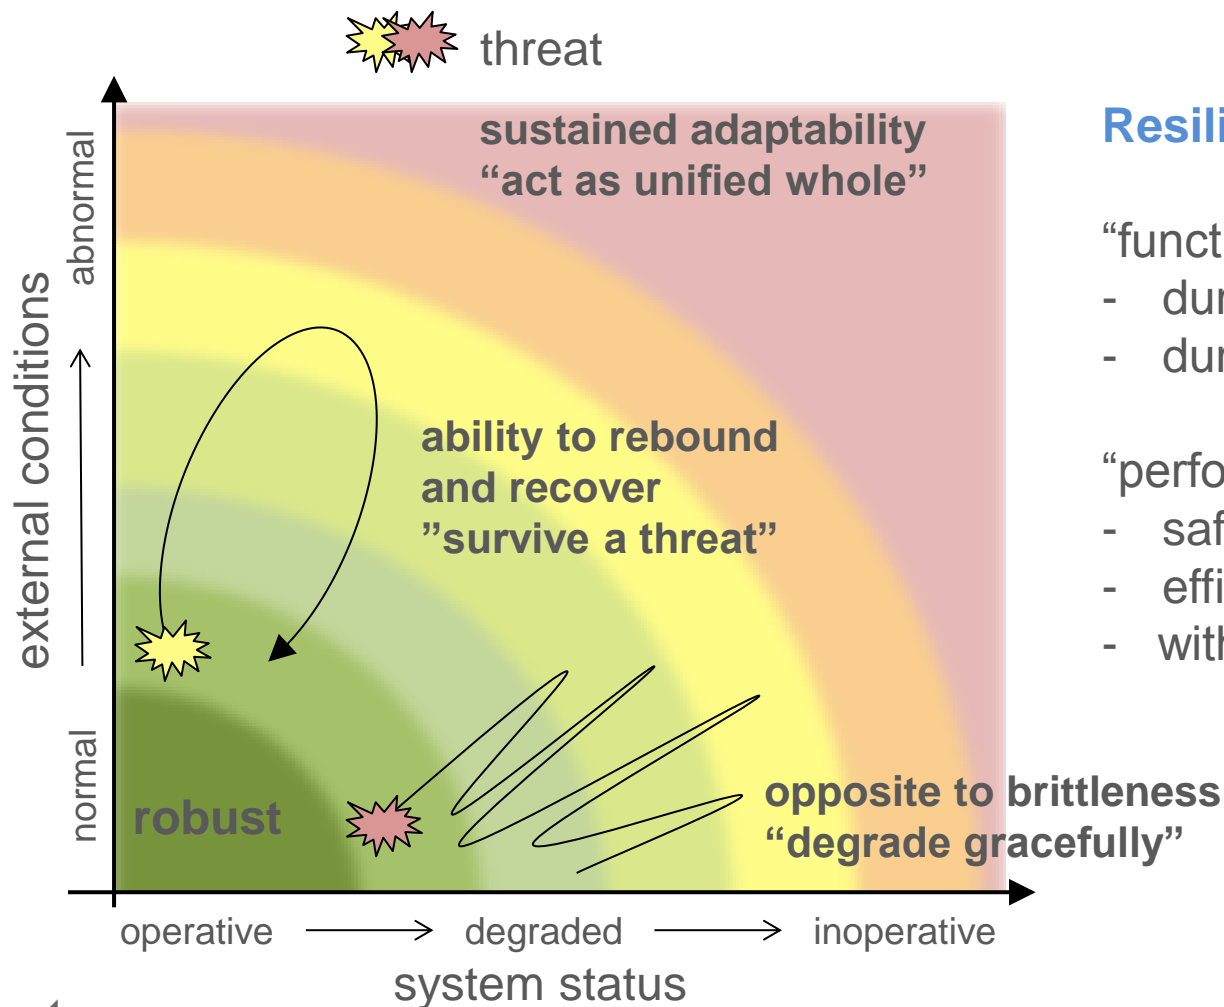 threat
sustained adaptability
“act as unified whole”
ability to rebound
and recover
”survive a threat”
robust
opposite to brittleness
“degrade gracefully”
external conditions
abnormal
normal
operative
degraded
inoperative
system status
Resili
“funct
- dur
- dur
“perfo
- saf
- effi
- with